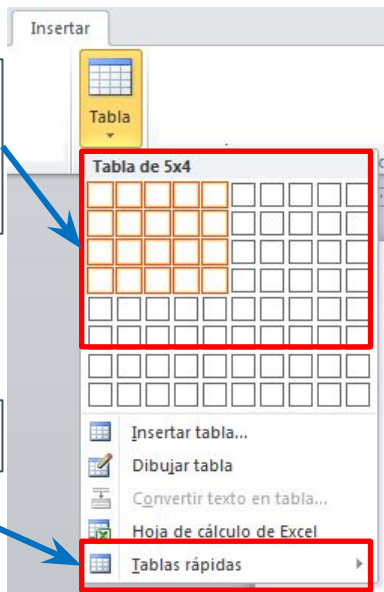 Insertar
Tabla
Tabla de 5x4
Insertar tabla...
Dibujar tabla
Convertir texto en tabla...
Hoja de cálculo de Excel
Tablas rápidas